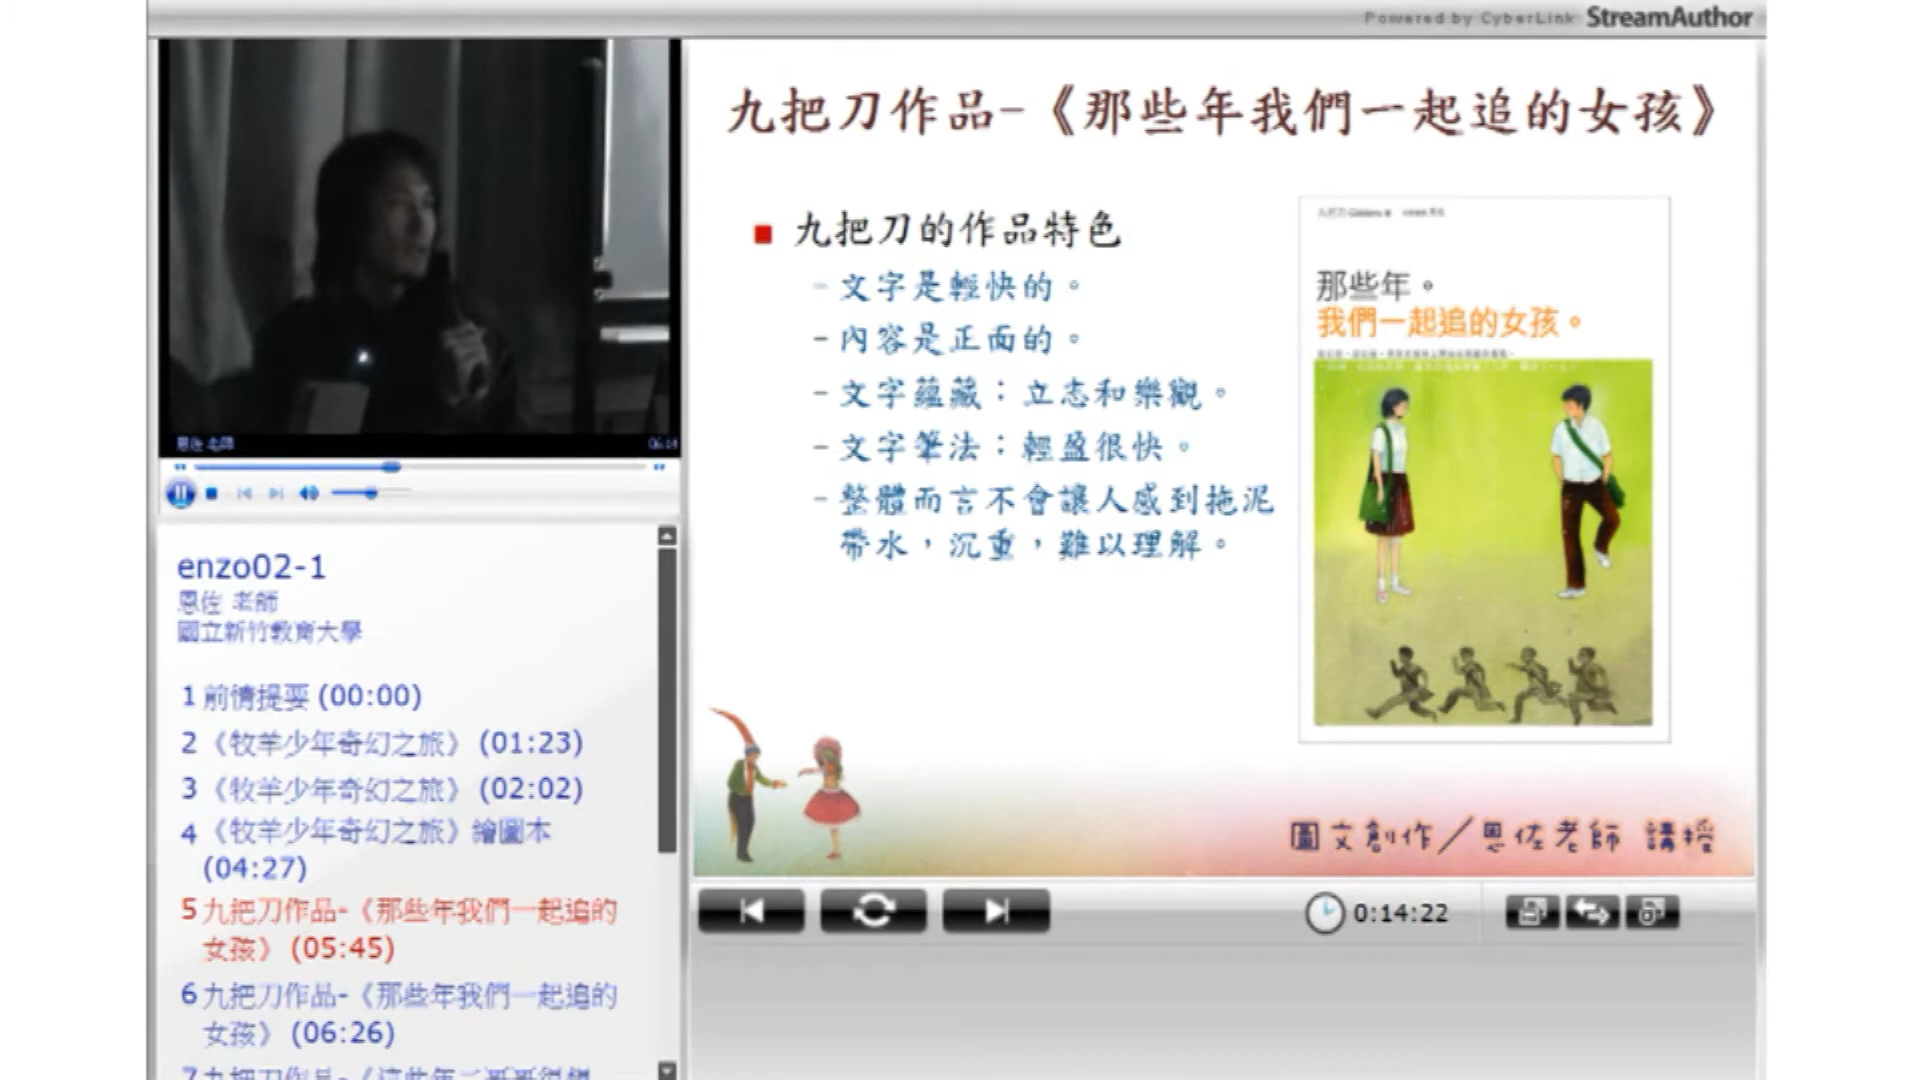 Powered by CyberLink StreamAuthor
九把刀作品-《那些年我們一起追的女孩》
九把刀的作品特色
-文字是輕快的。
-內容是正面的。
-文字蘊藏：立志和樂觀。
-文字筆法：輕盈很快。
-整體而言不會讓人感到拖泥
帶水，沉重，難以理解。
那些年。
我們一起追的女孩。
圖文創作／恩佐老師 講授
恩佐 老師
06:14
enzo02-1
恩佐 老師
國立新竹教育大學
1 前情提要 (00:00)
2 《牧羊少年奇幻之旅》 (01:23)
3 《牧羊少年奇幻之旅》 (02:02)
4 《牧羊少年奇幻之旅》繪圖本
(04:27)
5 九把刀作品-《那些年我們一起追的
女孩》 (05:45)
6 九把刀作品-《那些年我們一起追的
女孩》 (06:26)
0:14:22